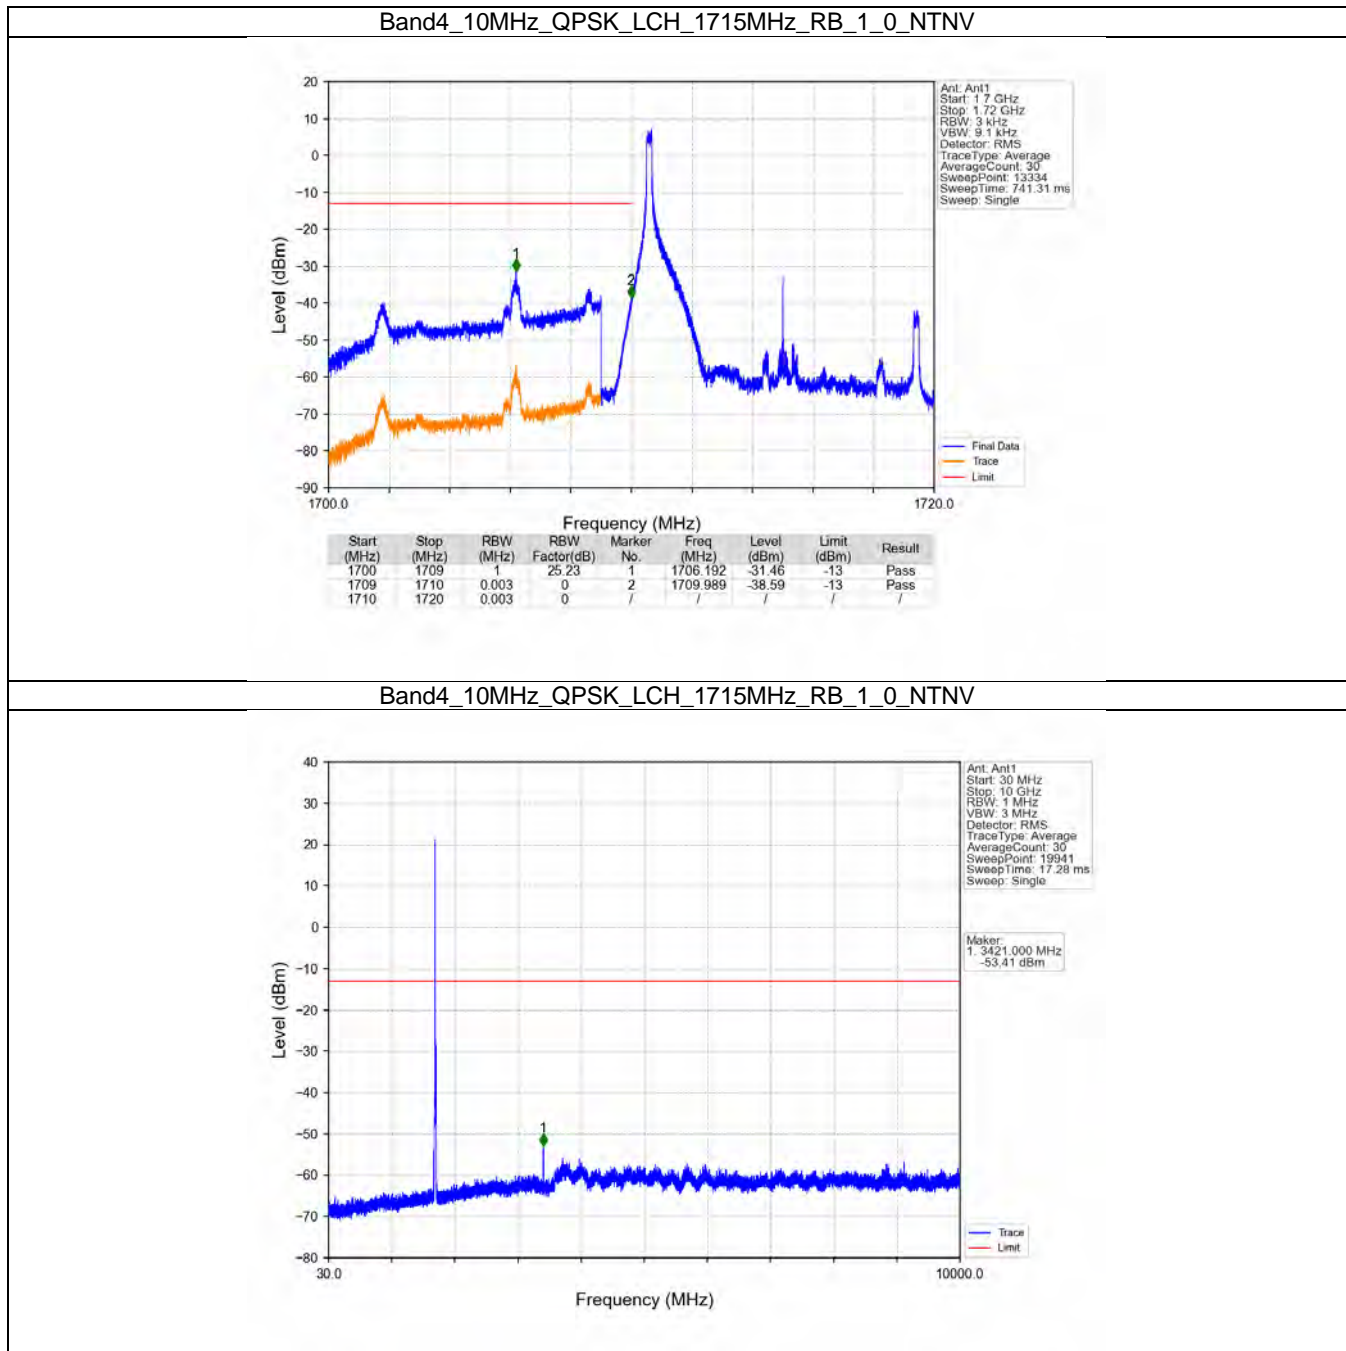 Band4_10MHz_QPSK_LCH_1715MHz_RB_1_0_NTNV
20
10
0
−10
−20
−30
−40
−50
−60
−70
−80
−90
Level (dBm)
1
2
1700.0
1720.0
Frequency (MHz)
Ant: Ant1
Start: 1.7 GHz
Stop: 1.72 GHz
RBW: 3 kHz
VBW: 9.1 kHz
Detector: RMS
TraceType: Average
AverageCount: 30
SweepPoint: 13334
SweepTime: 741.31 ms
Sweep: Single
Final Data
Trace
Limit
Start (MHz) Stop (MHz) RBW (MHz) RBW Factor(dB) Marker No. Freq (MHz) Level (dBm) Limit (dBm) Result
1700 1709 1 25.23 1 1706.192 -31.46 -13 Pass
1709 1710 0.003 0 2 1709.989 -38.59 -13 Pass
1710 1720 0.003 0 / / / / /
Band4_10MHz_QPSK_LCH_1715MHz_RB_1_0_NTNV
40
30
20
10
0
−10
−20
−30
−40
−50
−60
−70
−80
Level (dBm)
1
30.0
10000.0
Frequency (MHz)
Ant: Ant1
Start: 30 MHz
Stop: 10 GHz
RBW: 1 MHz
VBW: 3 MHz
Detector: RMS
TraceType: Average
AverageCount: 30
SweepPoint: 19941
SweepTime: 17.28 ms
Sweep: Single
Maker:
1. 3421.000 MHz
-53.41 dBm
Trace
Limit